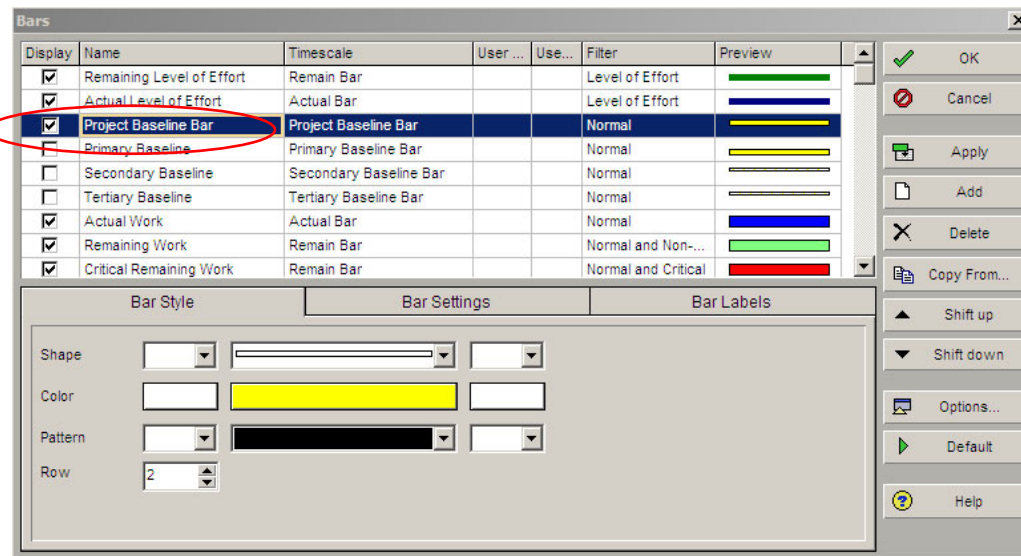 Bars
Display Name Timescale User ... Use... Filter Preview
Remaining Level of Effort Remain Bar Level of Effort
Actual Level of Effort Actual Bar Level of Effort
Project Baseline Bar Project Baseline Bar Normal
Primary Baseline Primary Baseline Bar Normal
Secondary Baseline Secondary Baseline Bar Normal
Tertiary Baseline Tertiary Baseline Bar Normal
Actual Work Actual Bar Normal
Remaining Work Remain Bar Normal and Non-...
Critical Remaining Work Remain Bar Normal and Critical
OK
Cancel
Apply
Add
Delete
Copy From...
Shift up
Shift down
Options...
Default
Help
Bar Style Bar Settings Bar Labels
Shape
Color
Pattern
Row 2